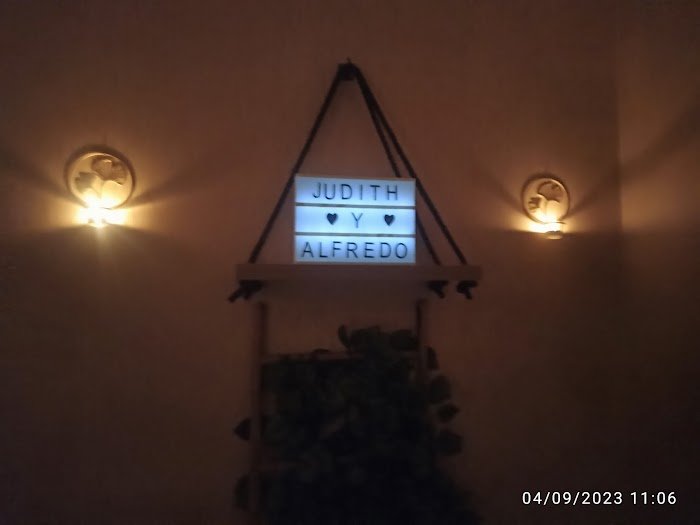 JUDITH
♥ Y ♥
ALFREDO
04/09/2023 11:06